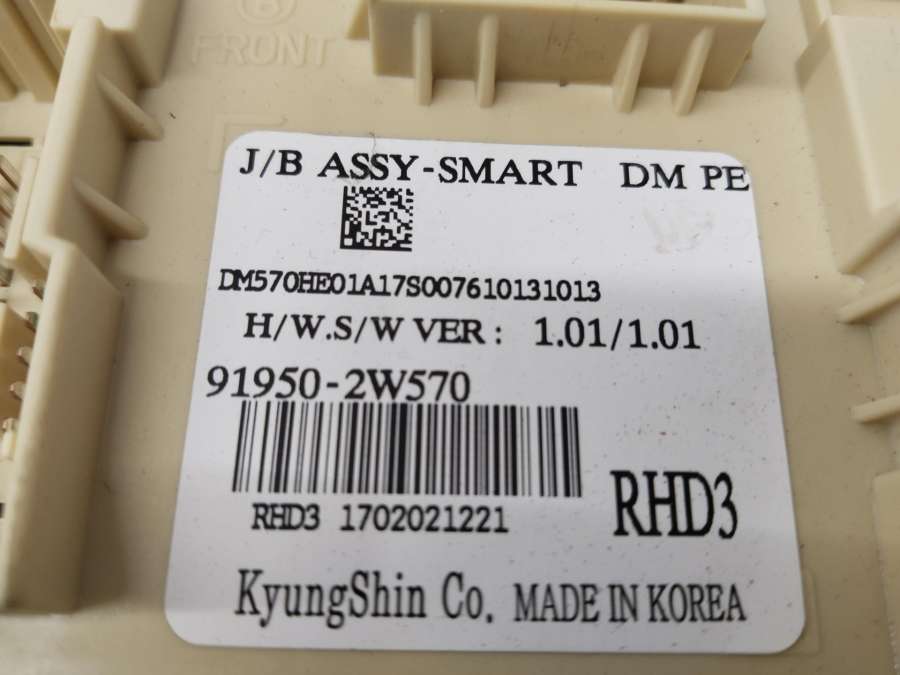 B
FRONT
J/B ASSY-SMART DM PE
DM570HE01A17S007610131013
H/W.S/W VER : 1.01/1.01
91950-2W570
RHD3 1702021221
RHD3
KyungShin Co. MADE IN KOREA